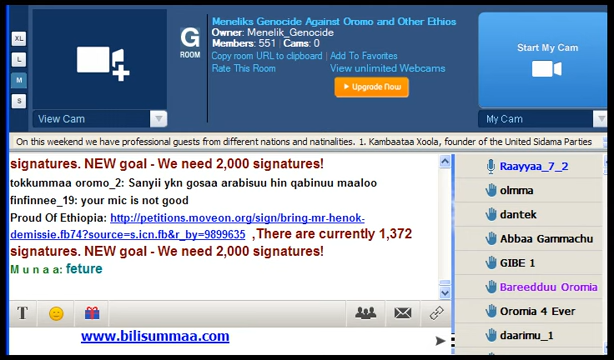 XL
L
M
S
View Cam
G
ROOM
Meneliks Genocide Against Oromo and Other Ethios
Owner: Menelik_Genocide
Members: 551 | Cams: 0
Copy room URL to clipboard | Add To Favorites
Rate This Room View unlimited Webcams
Upgrade Now
Start My Cam
My Cam
On this weekend we have professional guests from different nations and natinalities. 1. Kambaataa Xoola, founder of the United Sidama Parties
signatures. NEW goal - We need 2,000 signatures!
tokkummaa oromo_2: Sanyii ykn gosaa arabisuu hin qabinuu maaloo
finfinnee_19: your mic is not good
Proud Of Ethiopia: http://petitions.moveon.org/sign/bring-mr-henok-
demissie.fb74?source=s.icn.fb&r_by=9899635 ,There are currently 1,372
signatures. NEW goal - We need 2,000 signatures!
M u n a a: feture
Raayyaa_7_2
olmma
dantek
Abbaa Gammachu
GIBE 1
Bareedduu Oromia
Oromia 4 Ever
daarimu_1
T
www.bilisummaa.com